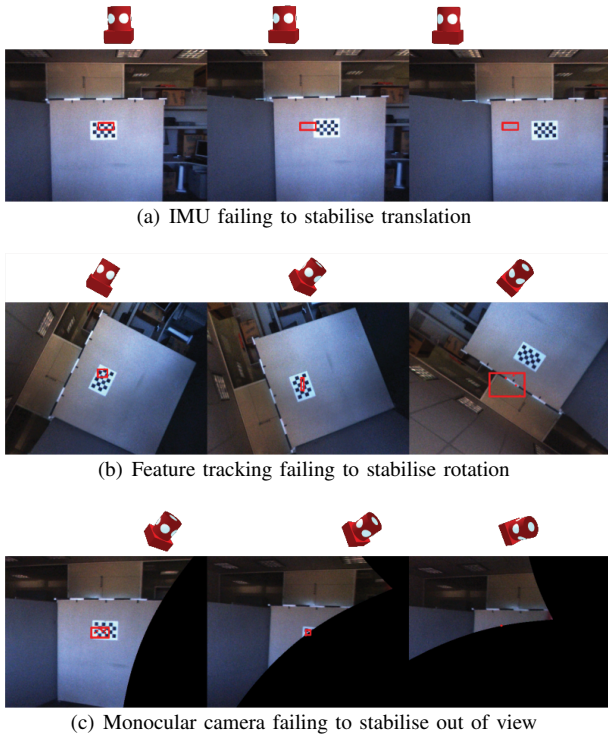 (a) IMU failing to stabilise translation
(b) Feature tracking failing to stabilise rotation
(c) Monocular camera failing to stabilise out of view